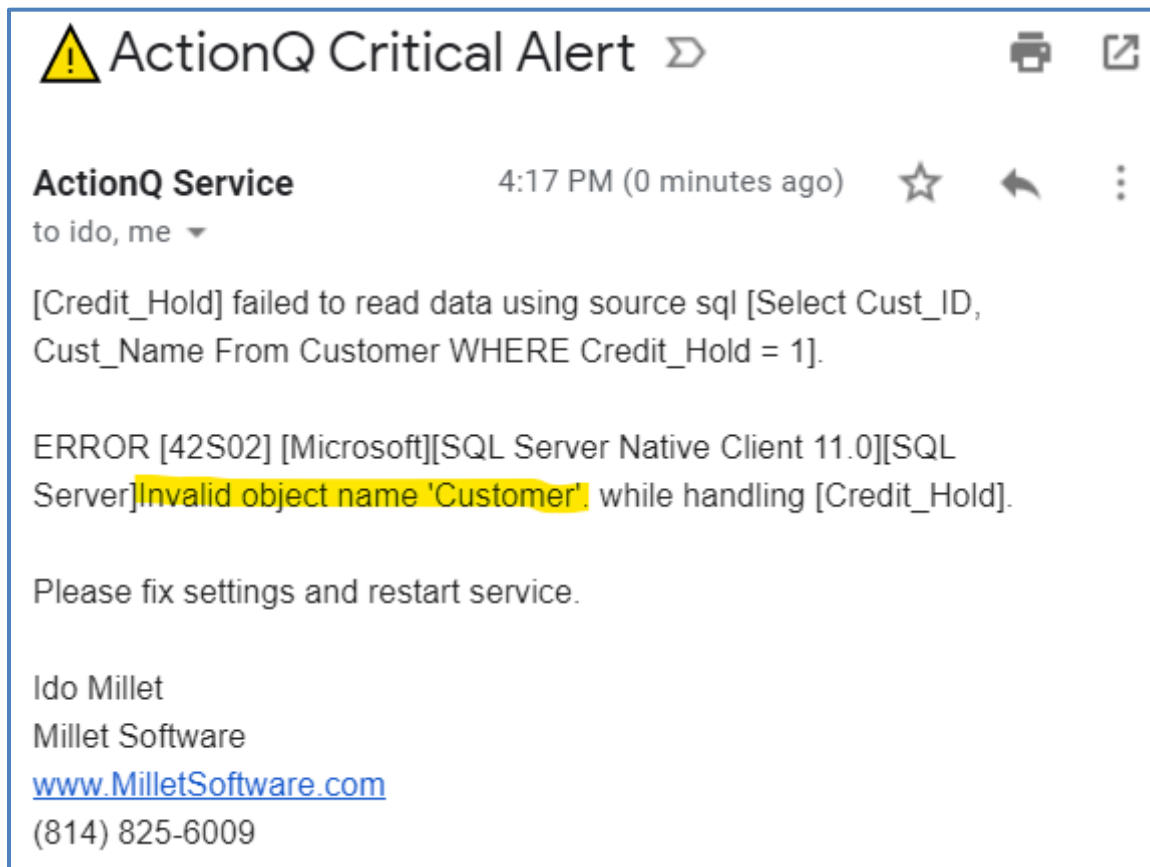 ActionQ Critical Alert
ActionQ Service 4:17 PM (0 minutes ago)
to ido, me
[Credit_Hold] failed to read data using source sql [Select Cust_ID,
Cust_Name From Customer WHERE Credit_Hold = 1].
ERROR [42S02] [Microsoft][SQL Server Native Client 11.0][SQL
Server]Invalid object name 'Customer'. while handling [Credit_Hold].
Please fix settings and restart service.
Ido Millet
Millet Software
www.MilletSoftware.com
(814) 825-6009